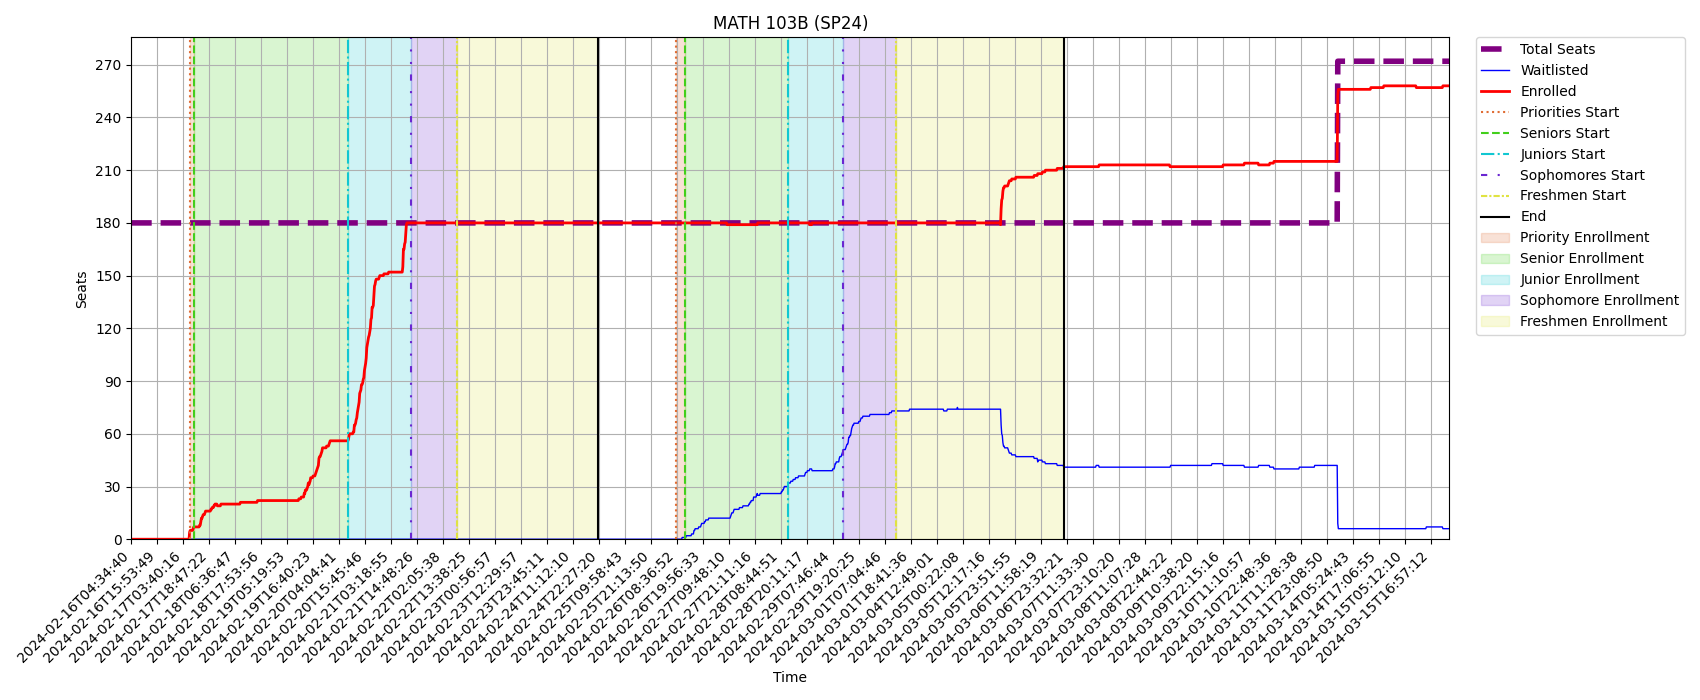 MATH 103B (SP24)
270
240
210
180
150
120
90
60
30
0
Seats
2024-02-16T04:34:40
2024-02-16T15:53:49
2024-02-17T03:40:16
2024-02-17T18:47:22
2024-02-18T06:36:47
2024-02-18T17:53:56
2024-02-19T05:19:53
2024-02-19T16:40:23
2024-02-20T04:04:41
2024-02-20T15:45:46
2024-02-21T03:18:55
2024-02-21T14:48:26
2024-02-22T02:05:38
2024-02-22T13:38:25
2024-02-23T00:56:57
2024-02-23T12:29:57
2024-02-23T23:45:11
2024-02-24T11:12:10
2024-02-24T22:27:20
2024-02-25T09:58:43
2024-02-25T21:13:50
2024-02-26T08:36:52
2024-02-26T19:56:33
2024-02-27T09:48:10
2024-02-27T21:11:16
2024-02-28T08:44:51
2024-02-28T20:11:17
2024-02-29T07:46:44
2024-02-29T19:20:25
2024-03-01T07:04:46
2024-03-01T18:41:36
2024-03-04T12:49:01
2024-03-05T00:22:08
2024-03-05T12:17:16
2024-03-05T23:51:55
2024-03-06T11:58:19
2024-03-06T23:32:21
2024-03-07T11:33:30
2024-03-07T23:10:20
2024-03-08T11:07:28
2024-03-08T22:44:22
2024-03-09T10:38:20
2024-03-09T22:15:16
2024-03-10T11:10:57
2024-03-10T22:48:36
2024-03-11T11:28:38
2024-03-11T23:08:50
2024-03-14T05:24:43
2024-03-14T17:06:55
2024-03-15T05:12:10
2024-03-15T16:57:12
Time
Total Seats
Waitlisted
Enrolled
Priorities Start
Seniors Start
Juniors Start
Sophomores Start
Freshmen Start
End
Priority Enrollment
Senior Enrollment
Junior Enrollment
Sophomore Enrollment
Freshmen Enrollment